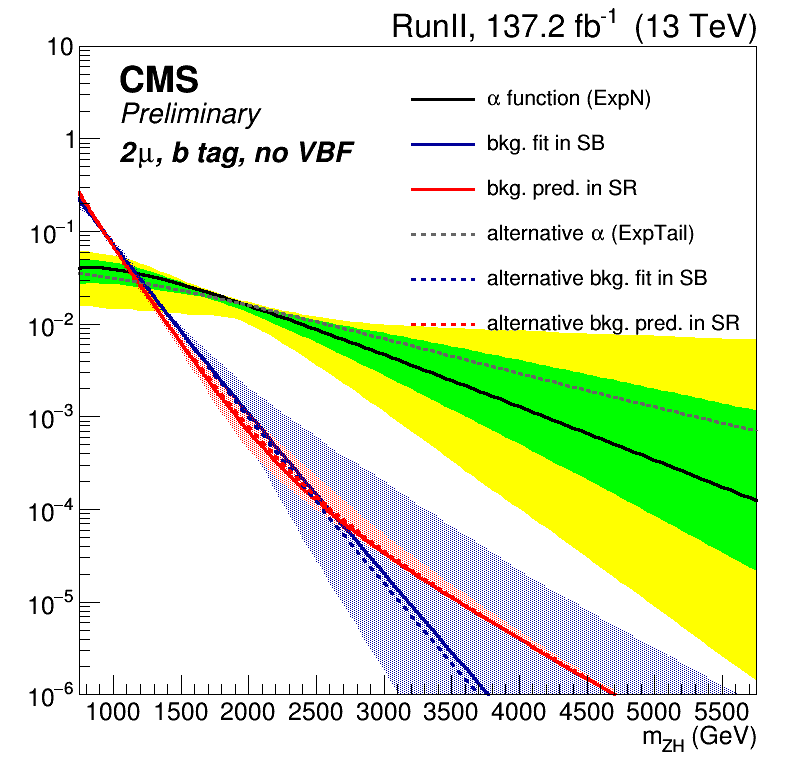 RunII, 137.2 fb⁻¹ (13 TeV)
CMS
Preliminary
2μ, b tag, no VBF
α function (ExpN)
bkg. fit in SB
bkg. pred. in SR
alternative α (ExpTail)
alternative bkg. fit in SB
alternative bkg. pred. in SR
10
1
10⁻¹
10⁻²
10⁻³
10⁻⁴
10⁻⁵
10⁻⁶
1000 1500 2000 2500 3000 3500 4000 4500 5000 5500
m_ZH (GeV)